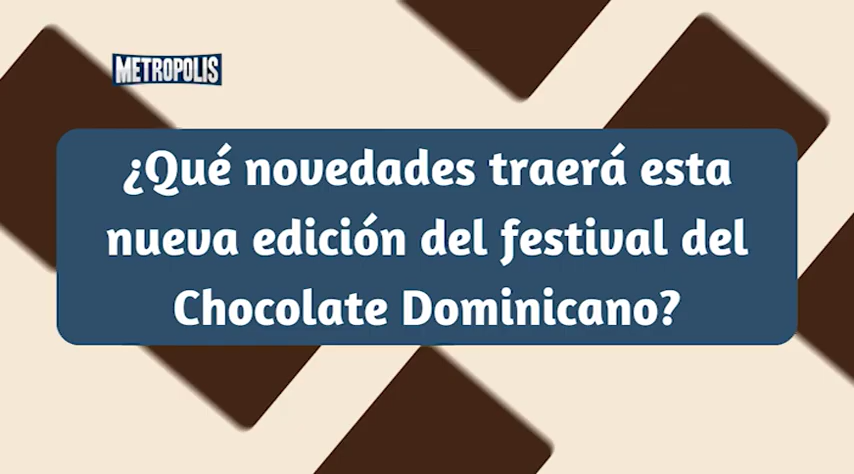 METROPOLIS
¿Qué novedades traerá esta
nueva edición del festival del
Chocolate Dominicano?